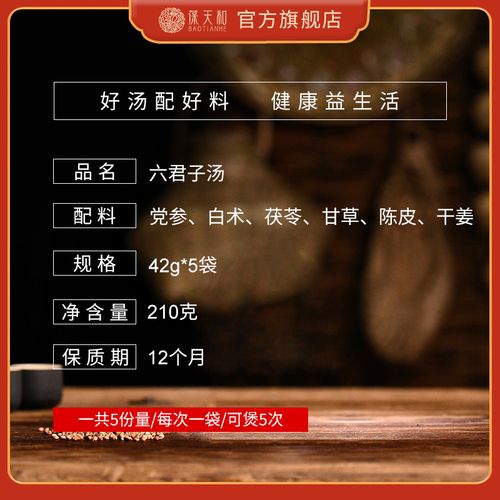 葆天和
BAOTIANHE
官方旗舰店
好汤配好料 健康益生活
品名 六君子汤
配料 党参、白术、茯苓、甘草、陈皮、干姜
规格 42g*5袋
净含量 210克
保质期 12个月
一共5份量/每次一袋/可煲5次